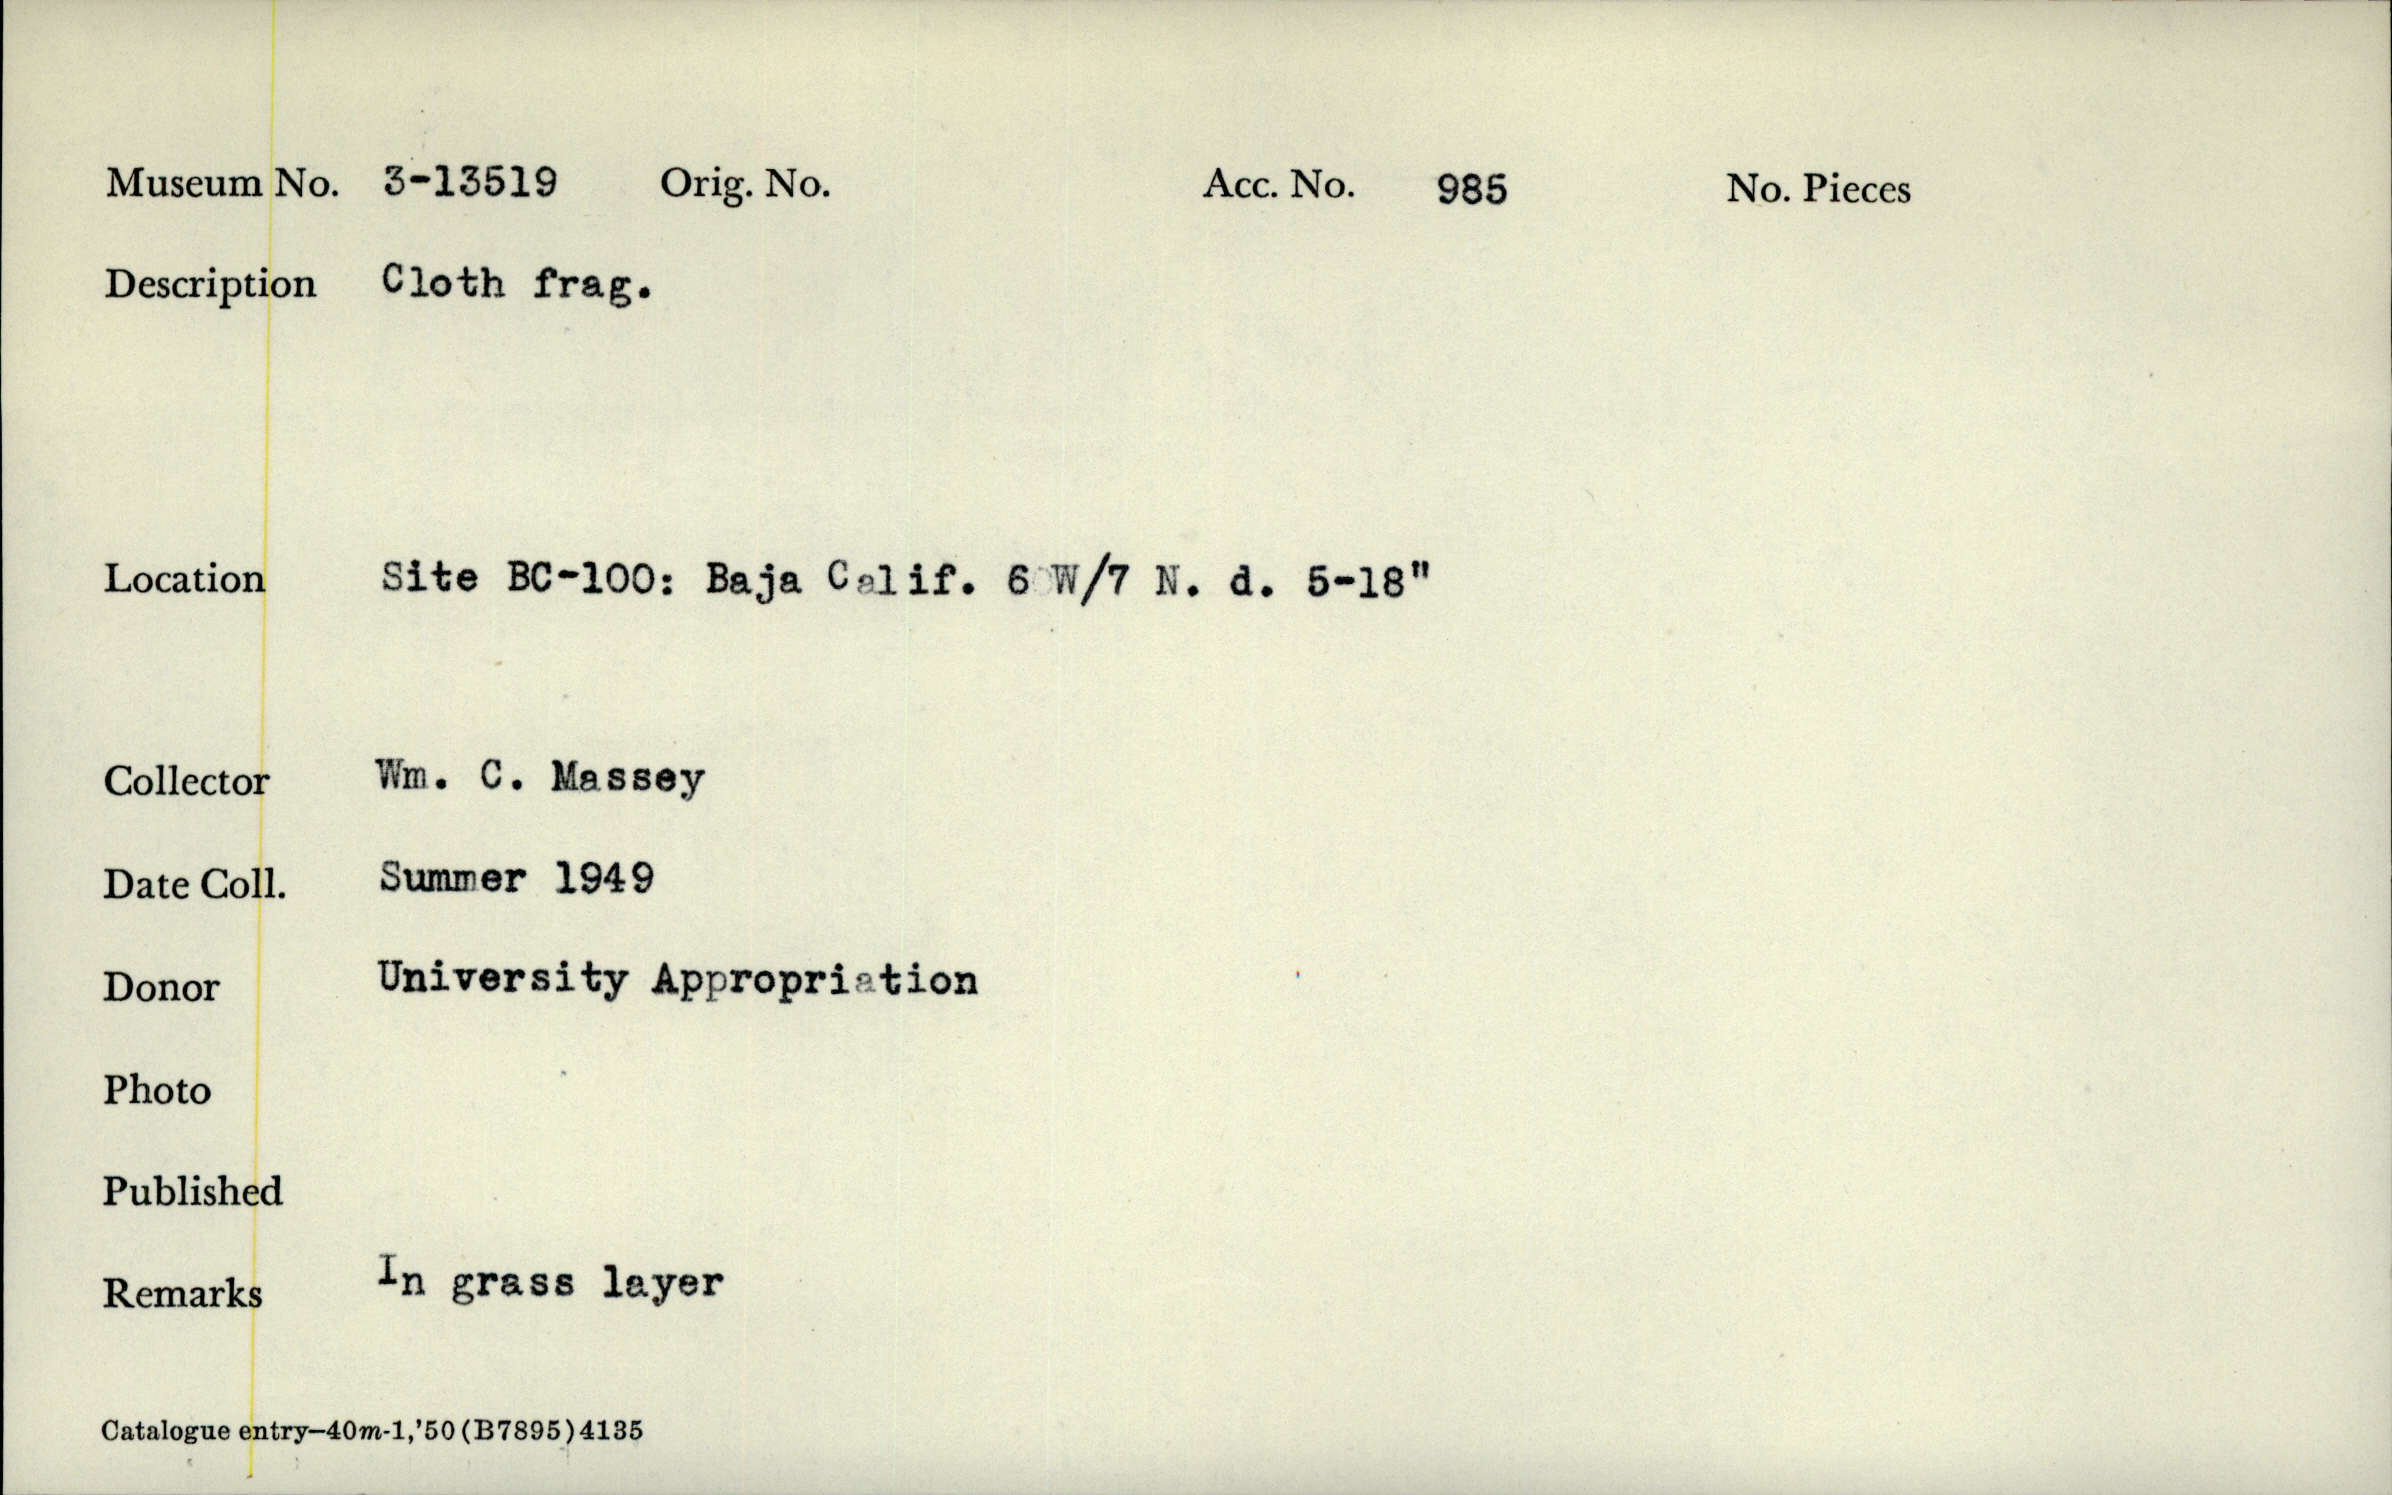 Museum No. 3-13519 Orig. No. Acc. No. 985 No. Pieces
Description Cloth frag.
Location Site BC-100: Baja Calif. 6 W/7 N. d. 5-18"
Collector Wm. C. Massey
Date Coll. Summer 1949
Donor University Appropriation
Photo
Published
Remarks In grass layer
Catalogue entry—40m-1,'50(B7895)4135